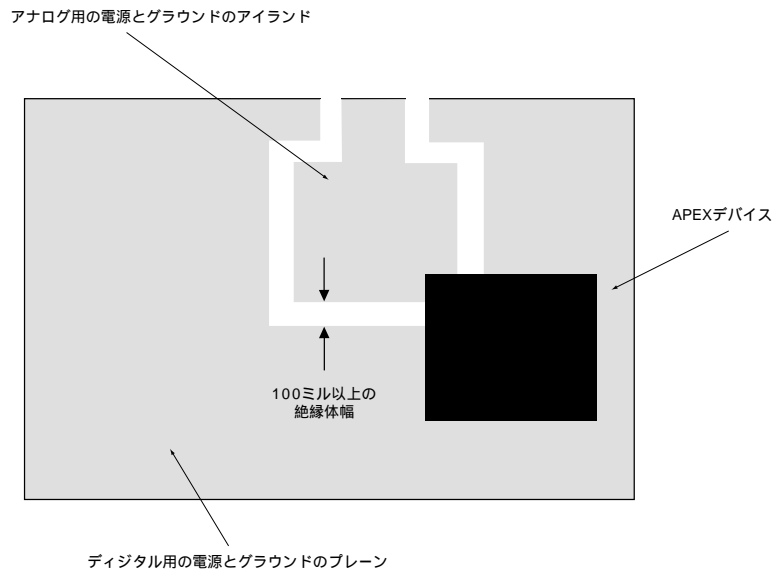 アナログ用の電源とグラウンドのアイランド
APEXデバイス
100ミル以上の
絶縁体幅
ディジタル用の電源とグラウンドのプレーン